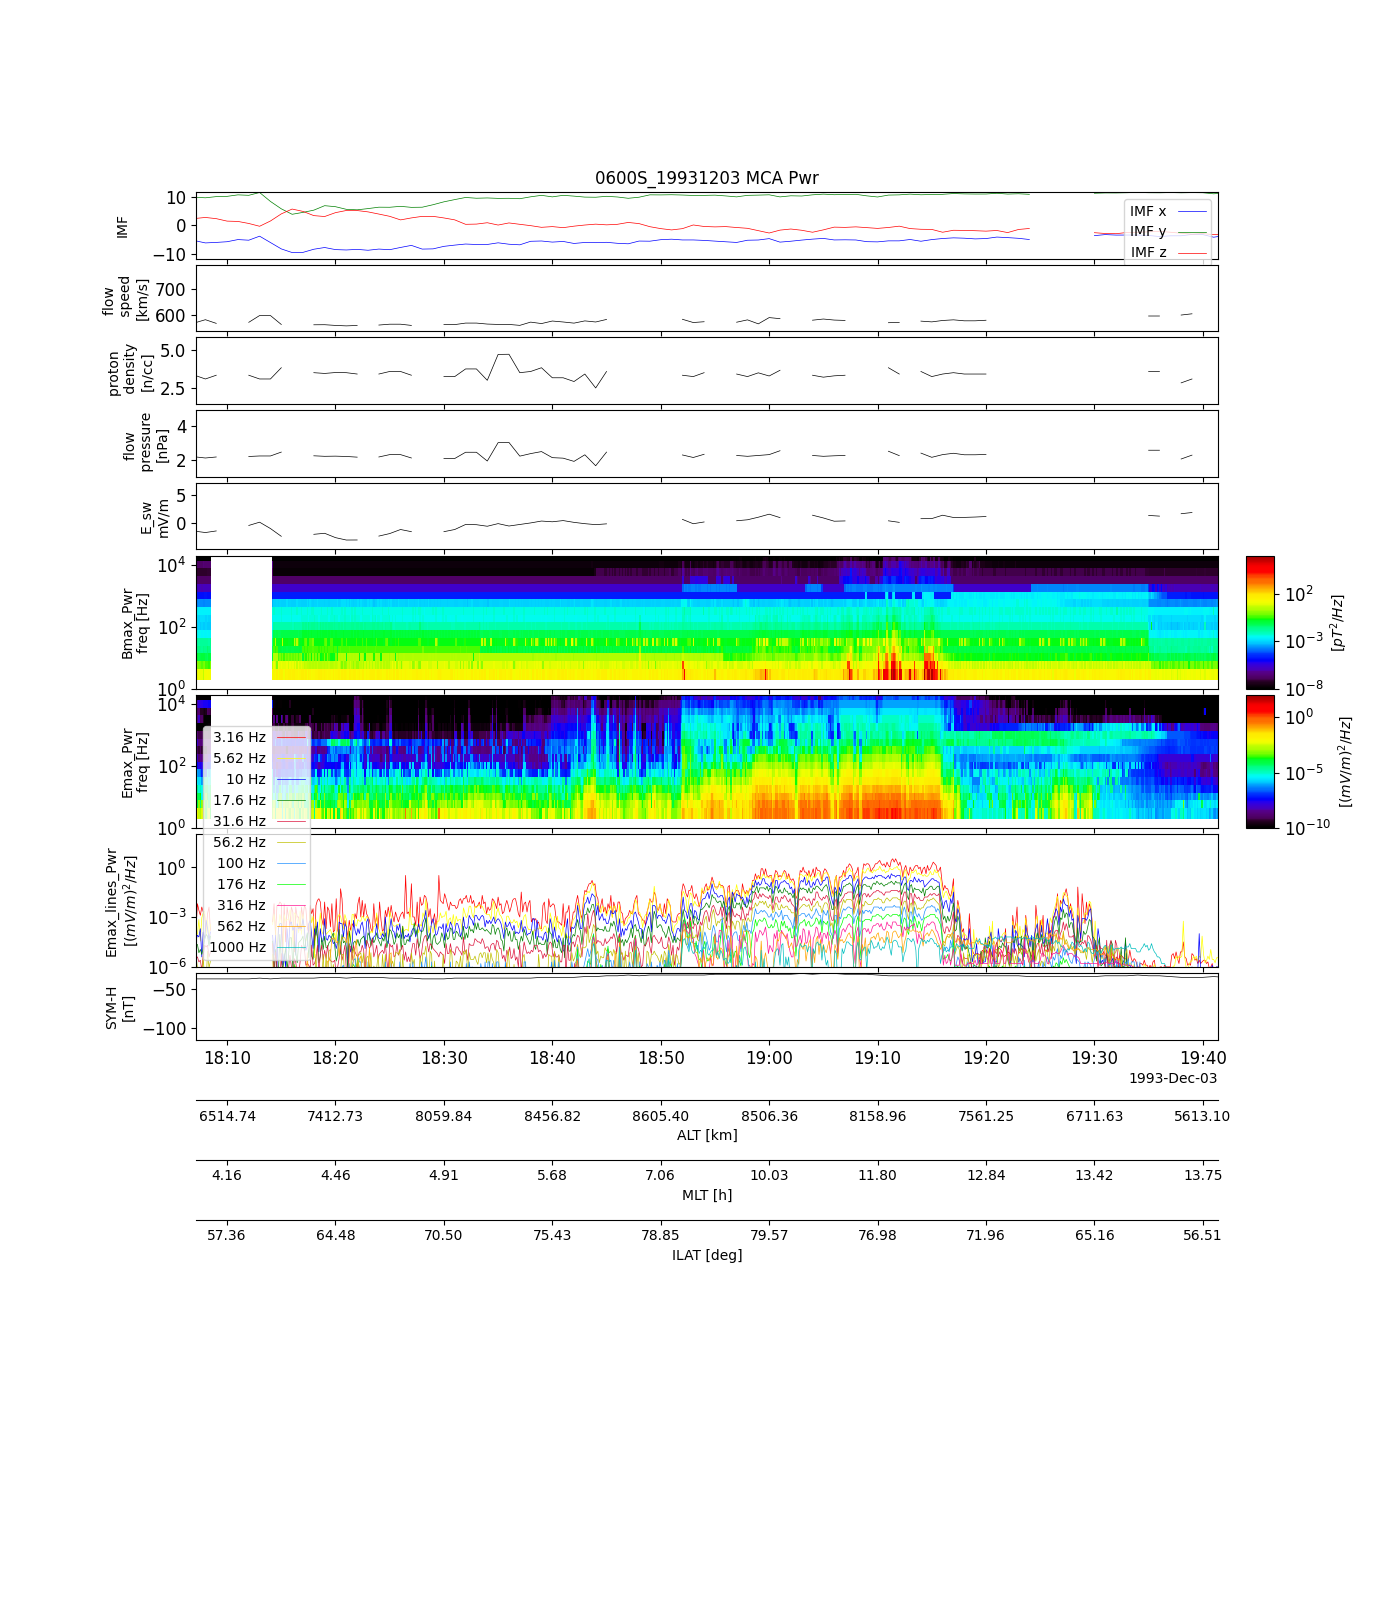 0600S_19931203 MCA Pwr
10
0
−10
IMF
IMF x
IMF y
IMF z
700
600
flow
speed
[km/s]
5.0
2.5
proton
density
[n/cc]
4
2
flow
pressure
[nPa]
5
0
E_sw
mV/m
10^4
10^2
10^0
Bmax_Pwr
freq [Hz]
10^2
10^−3
10^−8
[pT^2/Hz]
10^4
10^2
10^0
Emax_Pwr
freq [Hz]
10^0
10^−5
10^−10
[(mV/m)^2/Hz]
3.16 Hz
5.62 Hz
10 Hz
17.6 Hz
31.6 Hz
56.2 Hz
100 Hz
176 Hz
316 Hz
562 Hz
1000 Hz
10^0
10^−3
10^−6
Emax_lines_Pwr
[(mV/m)^2/Hz]
−50
−100
SYM-H
[nT]
18:10 18:20 18:30 18:40 18:50 19:00 19:10 19:20 19:30 19:40
1993-Dec-03
6514.74 7412.73 8059.84 8456.82 8605.40 8506.36 8158.96 7561.25 6711.63 5613.10
ALT [km]
4.16 4.46 4.91 5.68 7.06 10.03 11.80 12.84 13.42 13.75
MLT [h]
57.36 64.48 70.50 75.43 78.85 79.57 76.98 71.96 65.16 56.51
ILAT [deg]